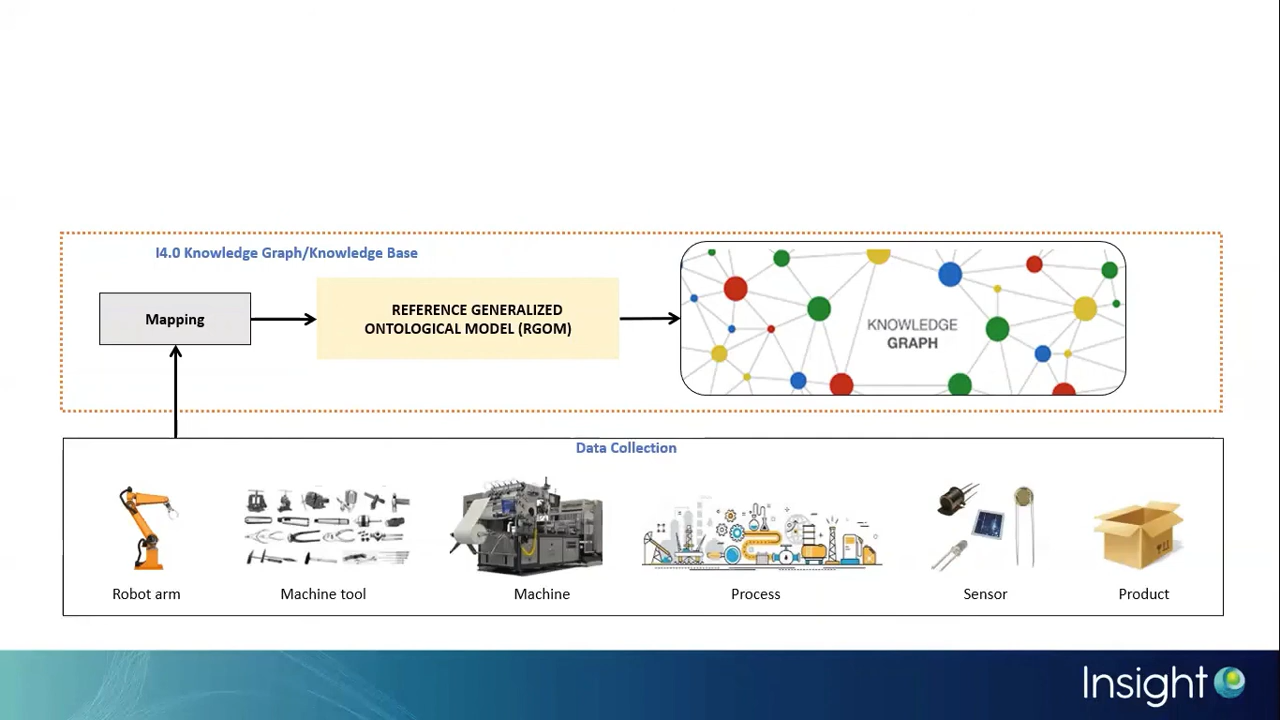 I4.0 Knowledge Graph/Knowledge Base
Mapping
REFERENCE GENERALIZED
ONTOLOGICAL MODEL (RGOM)
KNOWLEDGE
GRAPH
Data Collection
Robot arm
Machine tool
Machine
Process
Sensor
Product
Insight